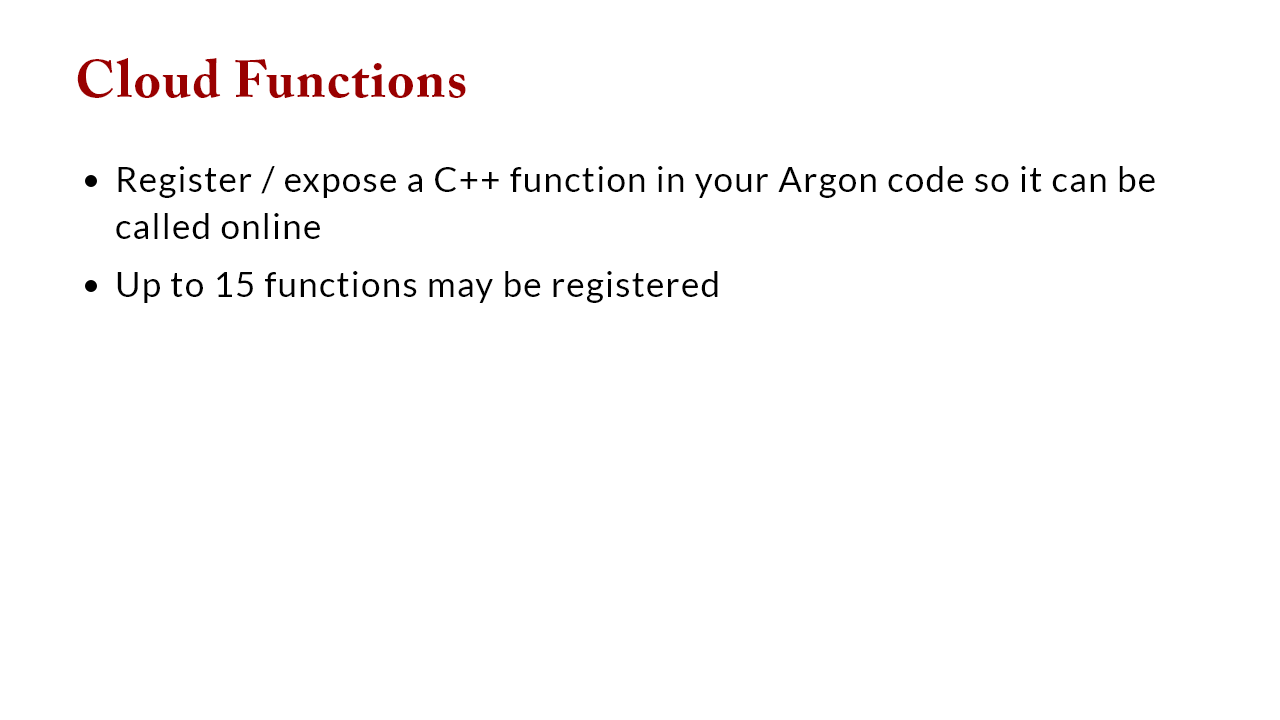 Cloud Functions
• Register / expose a C++ function in your Argon code so it can be
called online
• Up to 15 functions may be registered